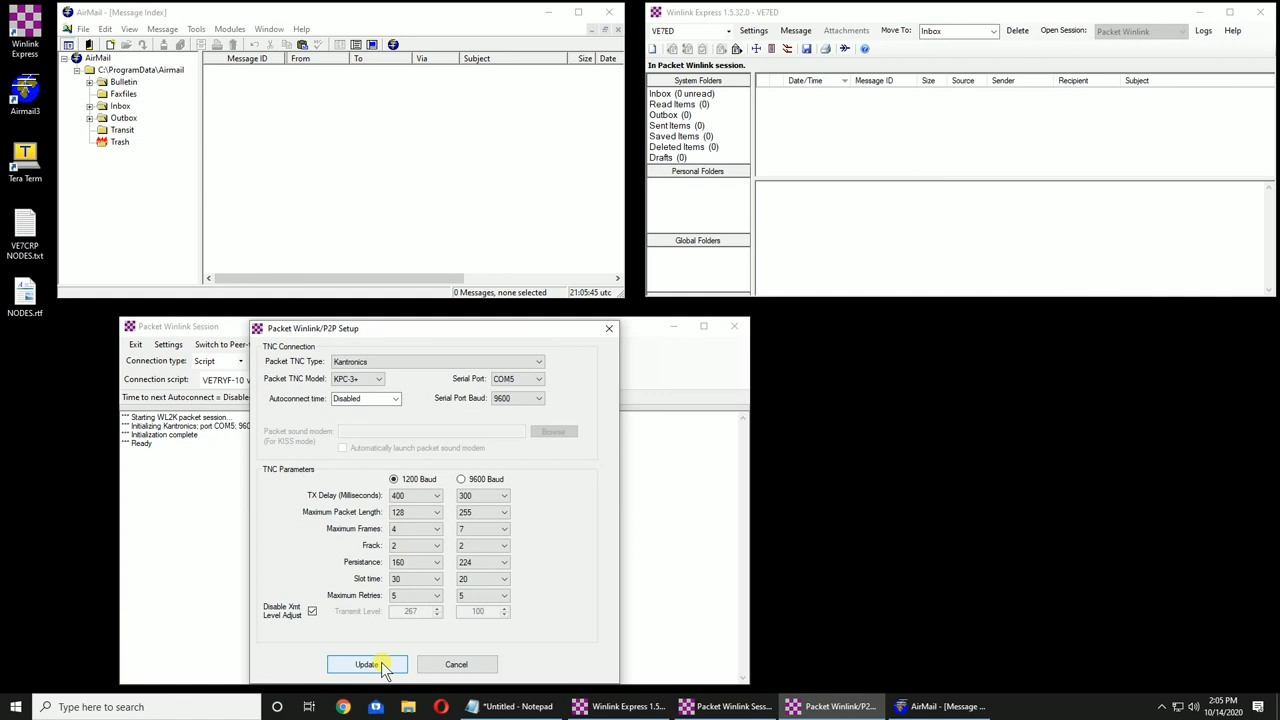 Winlink
Express
Airmail3
Tera Term
VE7CRP
NODES.txt
NODES.rtf
AirMail - [Message Index]
File Edit View Message Tools Modules Window Help
AirMail
C:\ProgramData\Airmail
Bulletin
Faxfiles
Inbox
Outbox
Transit
Trash
Message ID From To Via Subject Size Date
0 Messages, none selected 21:05:45 utc
Winlink Express 1.5.32.0 - VE7ED
VE7ED Settings Message Attachments Move To: Inbox Delete Open Session: Packet Winlink Logs Help
In Packet Winlink session.
System Folders
Inbox (0 unread)
Read Items (0)
Outbox (0)
Sent Items (0)
Saved Items (0)
Deleted Items (0)
Drafts (0)
Personal Folders
Global Folders
Date/Time Message ID Size Source Sender Recipient Subject
Packet Winlink Session
Exit Settings Switch to Peer-t
Connection type: Script
Connection script: VE7RYF-10 v
Time to next Autoconnect = Disable
*** Starting WL2K packet session...
*** Initializing Kantronics; port COM5; 960
*** Initialization complete
*** Ready
Packet Winlink/P2P Setup
TNC Connection
Packet TNC Type: Kantronics
Packet TNC Model: KPC-3+ Serial Port: COM5
Autoconnect time: Disabled Serial Port Baud: 9600
Packet sound modem: Browse
(For KISS mode)
Automatically launch packet sound modem
TNC Parameters
1200 Baud 9600 Baud
TX Delay (Milliseconds): 400 300
Maximum Packet Length: 128 255
Maximum Frames: 4 7
Frack: 2 2
Persistance: 160 224
Slot time: 30 20
Maximum Retries: 5 5
Disable Xmt
Level Adjust
Transmit Level: 267 100
Update Cancel
Type here to search
*Untitled - Notepad
Winlink Express 1.5...
Packet Winlink Sess...
Packet Winlink/P2P...
AirMail - [Message ...
2:05 PM
10/14/2020